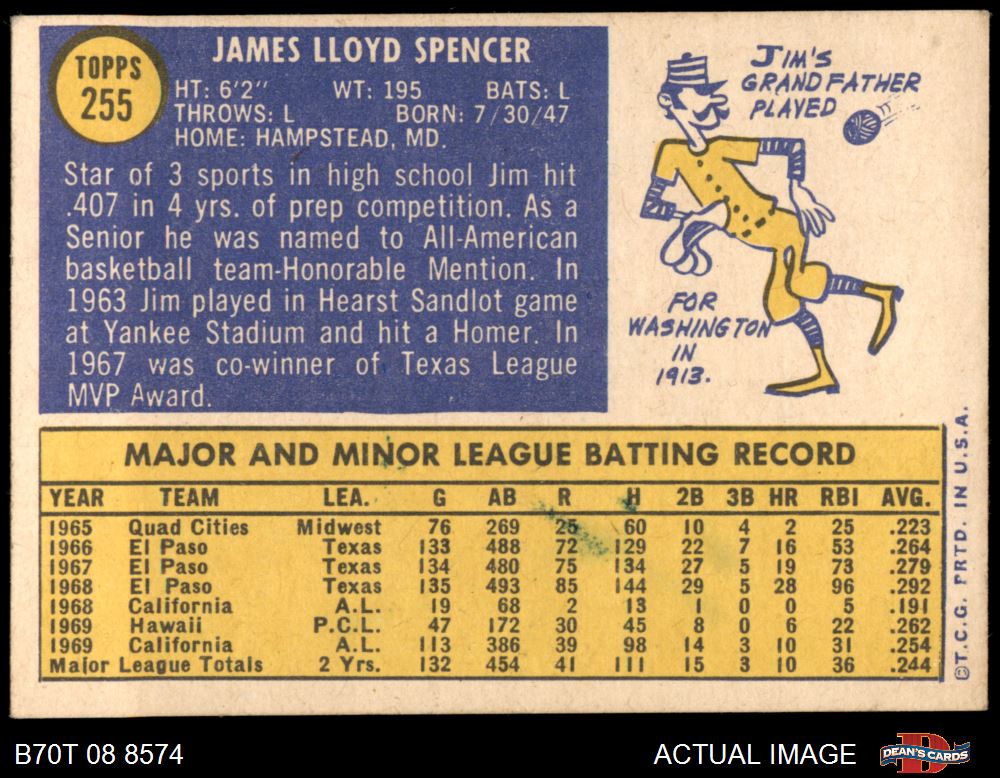 TOPPS
255
JAMES LLOYD SPENCER
HT: 6'2" WT: 195 BATS: L
THROWS: L BORN: 7/30/47
HOME: HAMPSTEAD, MD.
Star of 3 sports in high school Jim hit
.407 in 4 yrs. of prep competition. As a
Senior he was named to All-American
basketball team-Honorable Mention. In
1963 Jim played in Hearst Sandlot game
at Yankee Stadium and hit a Homer. In
1967 was co-winner of Texas League
MVP Award.
JIM'S
GRANDFATHER
PLAYED
FOR
WASHINGTON
IN
1913.
MAJOR AND MINOR LEAGUE BATTING RECORD
YEAR TEAM LEA. G AB R H 2B 3B HR RBI AVG.
1965 Quad Cities Midwest 76 269 25 60 10 4 2 25 .223
1966 El Paso Texas 133 488 72 129 22 7 16 53 .264
1967 El Paso Texas 134 480 75 134 27 5 19 73 .279
1968 El Paso Texas 135 493 85 144 29 5 28 96 .292
1968 California A.L. 19 68 2 13 1 0 0 5 .191
1969 Hawaii P.C.L. 47 172 30 45 8 0 6 22 .262
1969 California A.L. 113 386 39 98 14 3 10 31 .254
Major League Totals 2 Yrs. 132 454 41 111 15 3 10 36 .244
©T.C.G. PRTD. IN U.S.A.
B70T 08 8574
ACTUAL IMAGE
DEAN'S CARDS